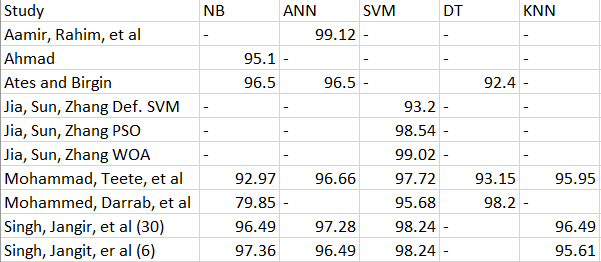 Study NB ANN SVM DT KNN
Aamir, Rahim, et al - 99.12 - - -
Ahmad 95.1 - - - -
Ates and Birgin 96.5 96.5 - 92.4 -
Jia, Sun, Zhang Def. SVM - - 93.2 - -
Jia, Sun, Zhang PSO - - 98.54 - -
Jia, Sun, Zhang WOA - - 99.02 - -
Mohammad, Teete, et al 92.97 96.66 97.72 93.15 95.95
Mohammed, Darrab, et al 79.85 - 95.68 98.2 -
Singh, Jangir, et al (30) 96.49 97.28 98.24 - 96.49
Singh, Jangit, er al (6) 97.36 96.49 98.24 - 95.61